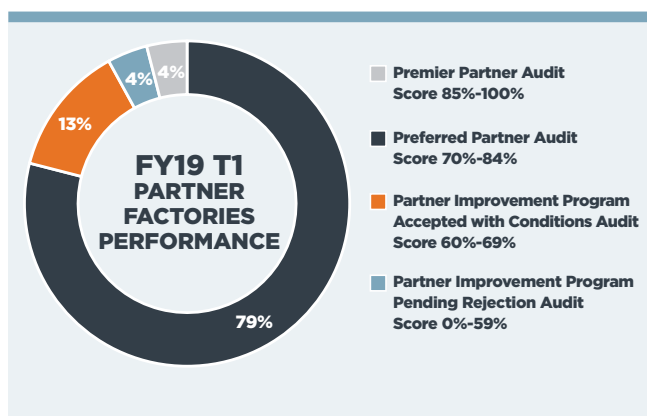 4%
4%
13%
79%
FY19 T1
PARTNER
FACTORIES
PERFORMANCE
Premier Partner Audit
Score 85%-100%
Preferred Partner Audit
Score 70%-84%
Partner Improvement Program
Accepted with Conditions Audit
Score 60%-69%
Partner Improvement Program
Pending Rejection Audit
Score 0%-59%